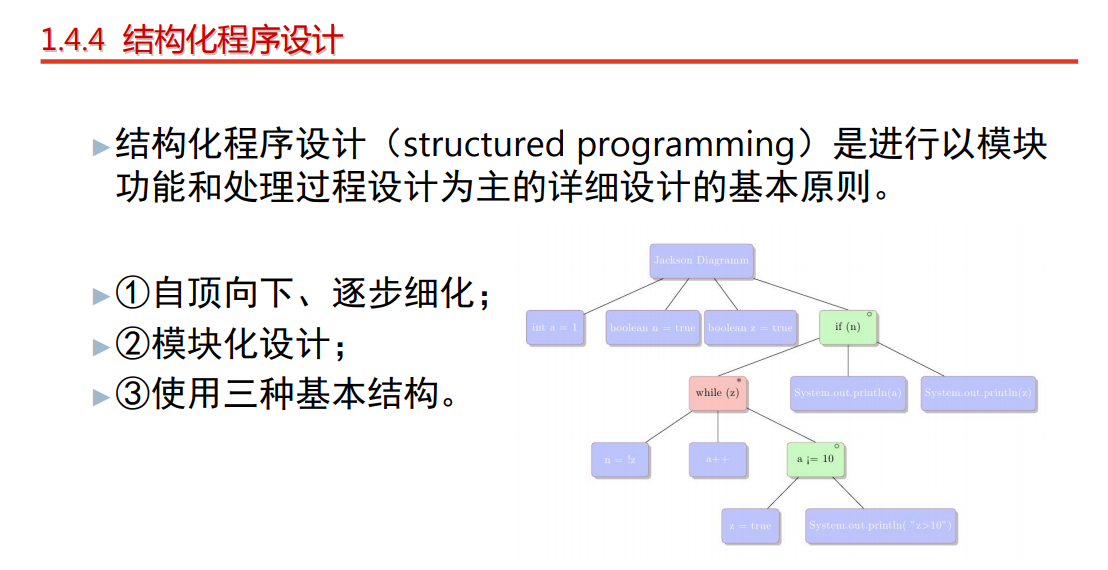 1.4.4 结构化程序设计
结构化程序设计（structured programming）是进行以模块
功能和处理过程设计为主的详细设计的基本原则。
①自顶向下、逐步细化；
②模块化设计；
③使用三种基本结构。
Jackson Diagramm
int a = 1
boolean n = true
boolean z = true
if (n)
while (z)
System.out.println(a)
System.out.println(z)
n = !z
a++
a ¡= 10
z = true
System.out.println( "z>10")